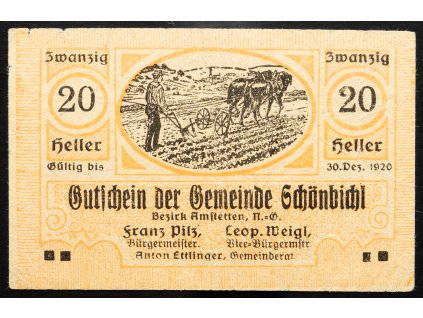 Zwanzig Zwanzig
20 20
Heller Heller
Gültig bis 30. Dez. 1920
Gutschein der Gemeinde Schönbichl
Bezirk Amstetten, N.-Ö.
Franz Pilz, Leop. Weigl,
Bürgermeister. Vice-Bürgermstr.
Anton Ettlinger, Gemeinderat